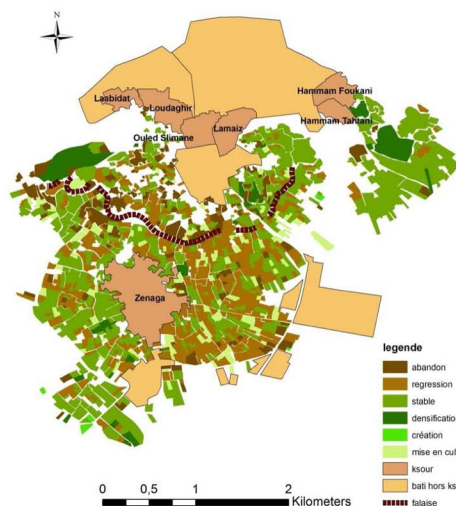 N
Laabidat
Loudaghir
Hammam Foukani
Ouled Slimane
Lamaiz
Hammam Tahtani
Zenaga
legende
abandon
regression
stable
densification
création
mise en cul
ksour
bati hors ks
falaise
0 0,5 1 2
Kilometers